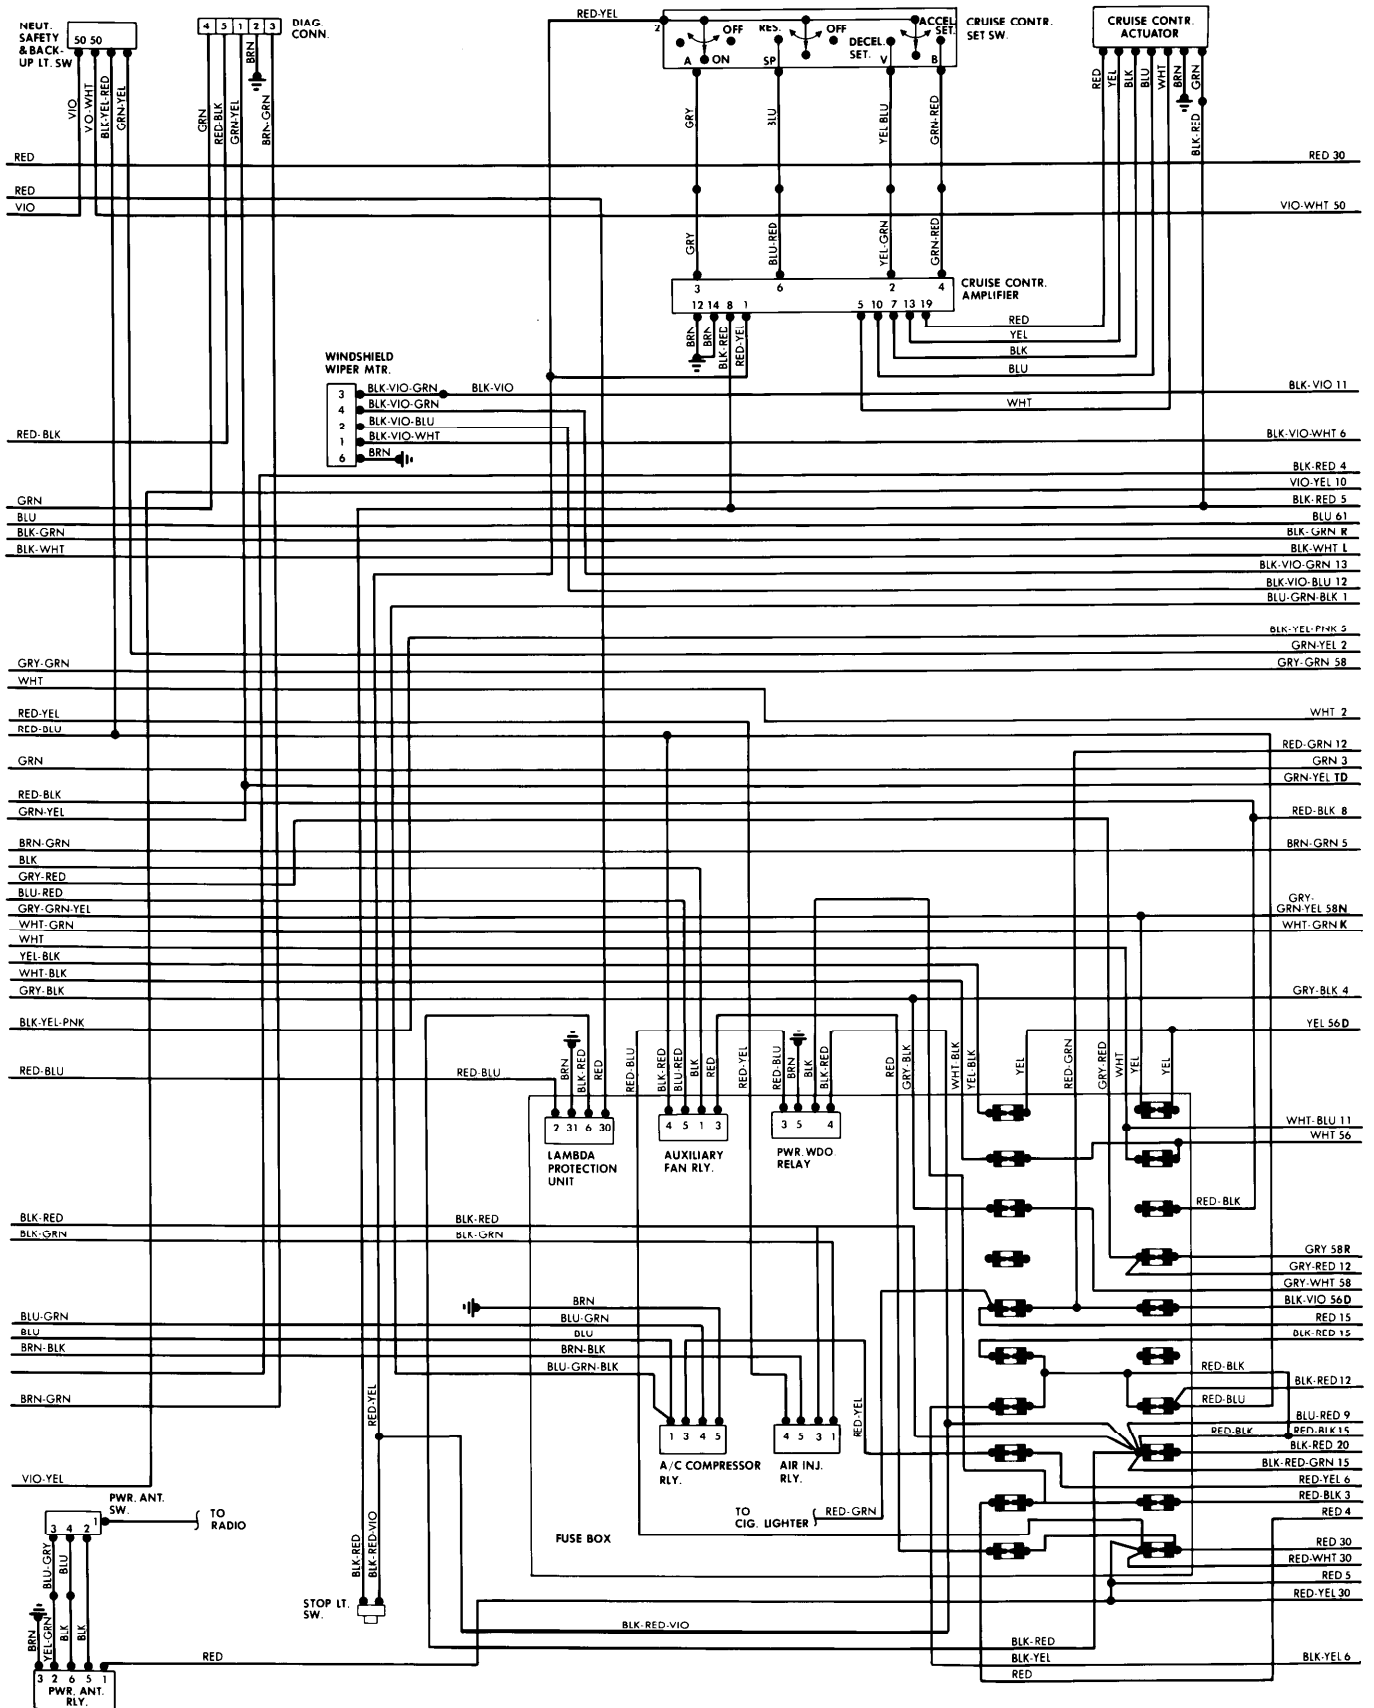 NEUT.
SAFETY
& BACK-
UP LT. SW
50 50
VIO
VIO-WHT
BLK-YEL-RED
GRN-YEL
4 5 1 2 3
DIAG.
CONN.
BRN
GRN
RED-BLK
GRN-YEL
BRN-GRN
RED-YEL
2
OFF
RES.
OFF
ACCEL
SET.
DECEL.
SET.
A
ON
SP
V
B
CRUISE CONTR.
SET SW.
CRUISE CONTR.
ACTUATOR
RED
YEL
BLK
BLU
WHT
BRN
GRN
BLK-RED
GRY
BLU
YEL BLU
GRN-RED
RED
RED 30
RED
VIO
VIO-WHT 50
GRY
BLU-RED
YEL-GRN
GRN-RED
3 6 2 4
12 14 8 1 5 10 7 13 19
CRUISE CONTR.
AMPLIFIER
BRN
BRN
BLK-RED
RED-YEL
RED
YEL
BLK
BLU
WHT
WINDSHIELD
WIPER MTR.
3 BLK-VIO-GRN BLK-VIO
4 BLK-VIO-GRN
2 BLK-VIO-BLU
1 BLK-VIO-WHT
6 BRN
BLK-VIO 11
RED-BLK
BLK-VIO-WHT 6
BLK-RED 4
VIO-YEL 10
GRN
BLK-RED 5
BLU
BLU 61
BLK-GRN
BLK-GRN R
BLK-WHT
BLK-WHT L
BLK-VIO-GRN 13
BLK-VIO-BLU 12
BLU-GRN-BLK 1
BLK-YEL-PNK 5
GRN-YEL 2
GRY-GRN
GRY-GRN 58
WHT
WHT 2
RED-YEL
RED-BLU
RED-GRN 12
GRN
GRN 3
GRN-YEL TD
RED-BLK
GRN-YEL
RED-BLK 8
BRN-GRN
BRN-GRN 5
BLK
GRY-RED
BLU-RED
GRY-GRN-YEL
GRY-
GRN-YEL 58N
WHT-GRN
WHT-GRN K
WHT
YEL-BLK
WHT-BLK
GRY-BLK
GRY-BLK 4
BLK-YEL-PNK
YEL 56D
RED-BLU
RED-BLU
BRN
BLK-RED
RED
RED-BLU
BLK-RED
BLU-RED
BLK
RED
RED-YEL
RED-BLU
BRN
BLK
BLK-RED
RED
GRY-BLK
WHT-BLK
YEL-BLK
YEL
RED-GRN
GRY-RED
WHT
YEL
YEL
2 31 6 30
LAMBDA
PROTECTION
UNIT
4 5 1 3
AUXILIARY
FAN RLY.
3 5 4
PWR. WDO.
RELAY
WHT-BLU 11
WHT 56
RED-BLK
BLK-RED
BLK-RED
BLK-GRN
BLK-GRN
GRY 58R
GRY-RED 12
GRY-WHT 58
BLK-VIO 56D
BRN
BLU-GRN
BLU-GRN
RED 15
BLU
BLU
BLK-RED 15
BRN-BLK
BRN-BLK
BLU-GRN-BLK
RED-BLK
BLK-RED 12
BRN-GRN
RED-BLU
RED-YEL
RED-YEL
BLU-RED 9
RED-BLK
RED-BLK 15
BLK-RED 20
BLK-RED-GRN 15
1 3 4 5
A/C COMPRESSOR
RLY.
4 5 3 1
AIR INJ.
RLY.
VIO-YEL
RED-YEL 6
RED-BLK 3
RED 4
PWR. ANT.
SW.
1
3 4 2
TO
RADIO
TO
CIG. LIGHTER
RED-GRN
FUSE BOX
RED 30
RED-WHT 30
RED 5
RED-YEL 30
BLU-GRY
BLU
BLK-RED
BLK-RED-VIO
STOP LT.
SW.
BRN
YEL-GRN
BLK
BLK
BLK-RED-VIO
BLK-RED
RED
BLK-YEL
BLK-YEL 6
RED
3 2 6 5 1
PWR. ANT.
RLY.